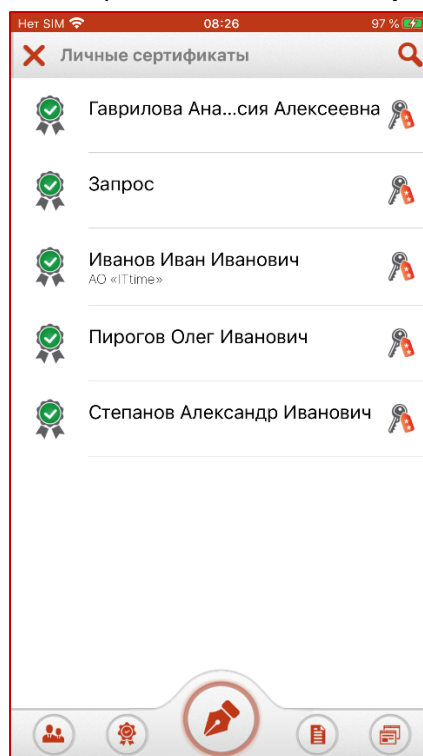 Нет SIM 08:26 97 %
Личные сертификаты
Гаврилова Ана...сия Алексеевна
Запрос
Иванов Иван Иванович
АО «ITtime»
Пирогов Олег Иванович
Степанов Александр Иванович